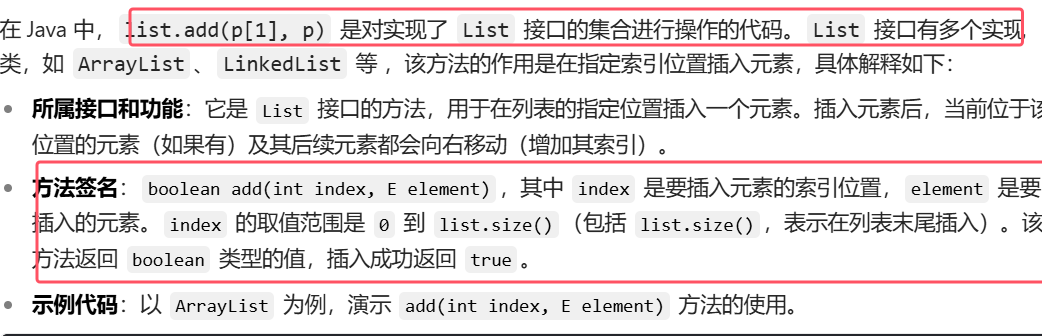 在 Java 中， list.add(p[1], p) 是对实现了 List 接口的集合进行操作的代码。 List 接口有多个实现
类，如 ArrayList 、 LinkedList 等 ，该方法的作用是在指定索引位置插入元素，具体解释如下：
• 所属接口和功能：它是 List 接口的方法，用于在列表的指定位置插入一个元素。插入元素后，当前位于该
位置的元素（如果有）及其后续元素都会向右移动（增加其索引）。
• 方法签名： boolean add(int index, E element) ，其中 index 是要插入元素的索引位置， element 是要
插入的元素。 index 的取值范围是 0 到 list.size() （包括 list.size() ，表示在列表末尾插入）。该
方法返回 boolean 类型的值，插入成功返回 true 。
• 示例代码：以 ArrayList 为例，演示 add(int index, E element) 方法的使用。